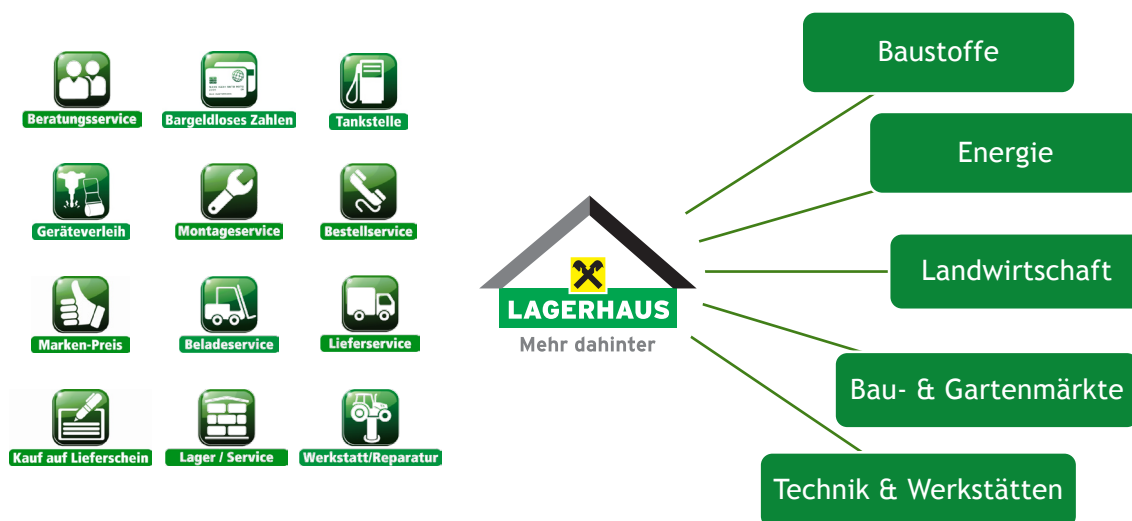 Beratungsservice
Bargeldloses Zahlen
Tankstelle
Geräteverleih
Montageservice
Bestellservice
Marken-Preis
Beladeservice
Lieferservice
Kauf auf Lieferschein
Lager / Service
Werkstatt/Reparatur
LAGERHAUS
Mehr dahinter
Baustoffe
Energie
Landwirtschaft
Bau- & Gartenmärkte
Technik & Werkstätten